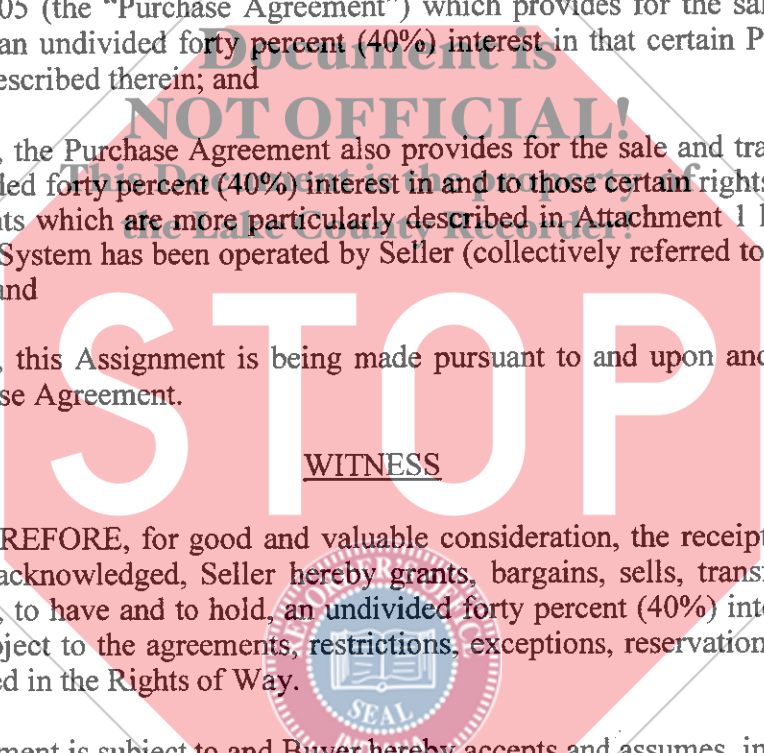 05 (the “Purchase Agreement”) which provides for the sal
an undivided forty percent (40%) interest in that certain P
escribed therein; and
Document is
NOT OFFICIAL!
, the Purchase Agreement also provides for the sale and tra
led forty percent (40%) interest in and to those certain rights
This Document is the property of
nts which are more particularly described in Attachment 1
the Lake County Recorder!
System has been operated by Seller (collectively referred to
and
STOP
, this Assignment is being made pursuant to and upon and
se Agreement.
WITNESS
REFORE, for good and valuable consideration, the receipt
acknowledged, Seller hereby grants, bargains, sells, trans
, to have and to hold, an undivided forty percent (40%) int
ject to the agreements, restrictions, exceptions, reservation
ed in the Rights of Way.
SEAL
ment is subject to and Buyer hereby accepts and assumes, in